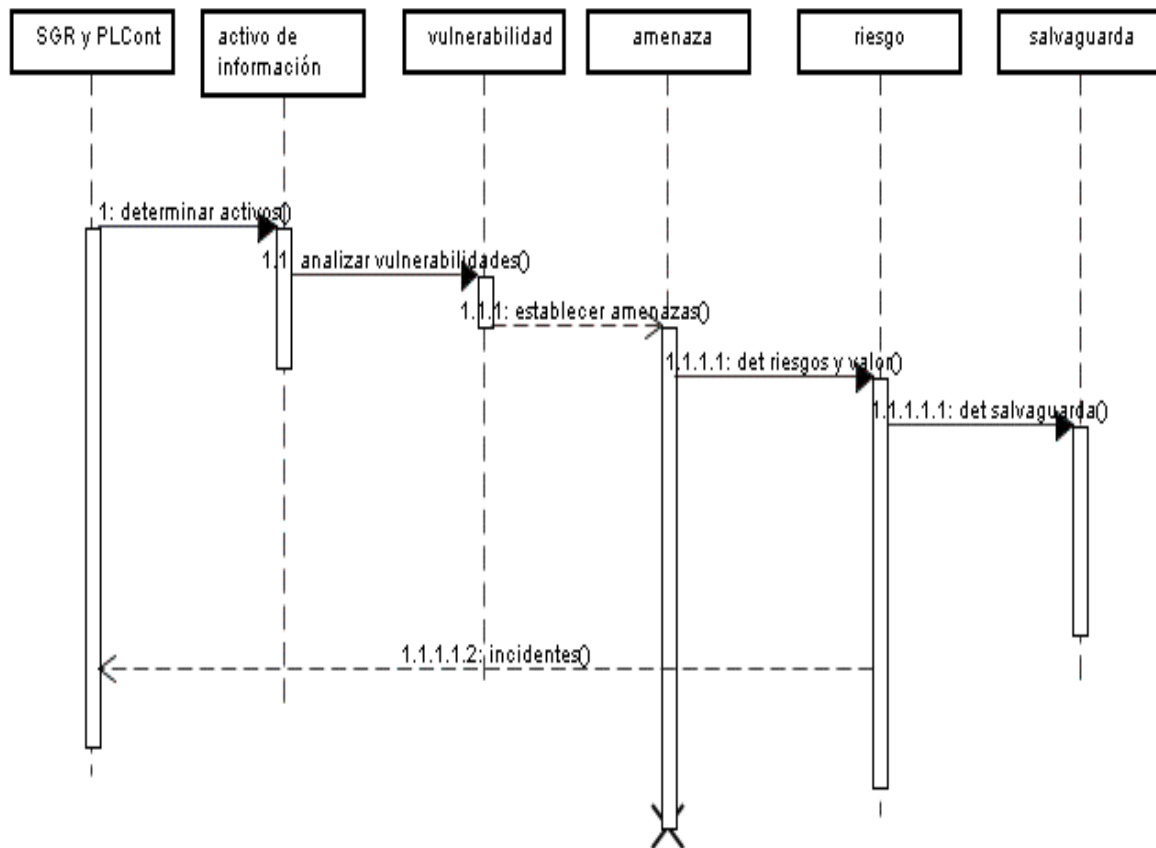 SGR y PLCont
activo de
información
vulnerabilidad
amenaza
riesgo
salvaguarda
1: determinar activos()
1.1: analizar vulnerabilidades()
1.1.1: establecer amenazas()
1.1.1.1: det riesgos y valor()
1.1.1.1.1: det salvaguarda()
1.1.1.1.2: incidentes()